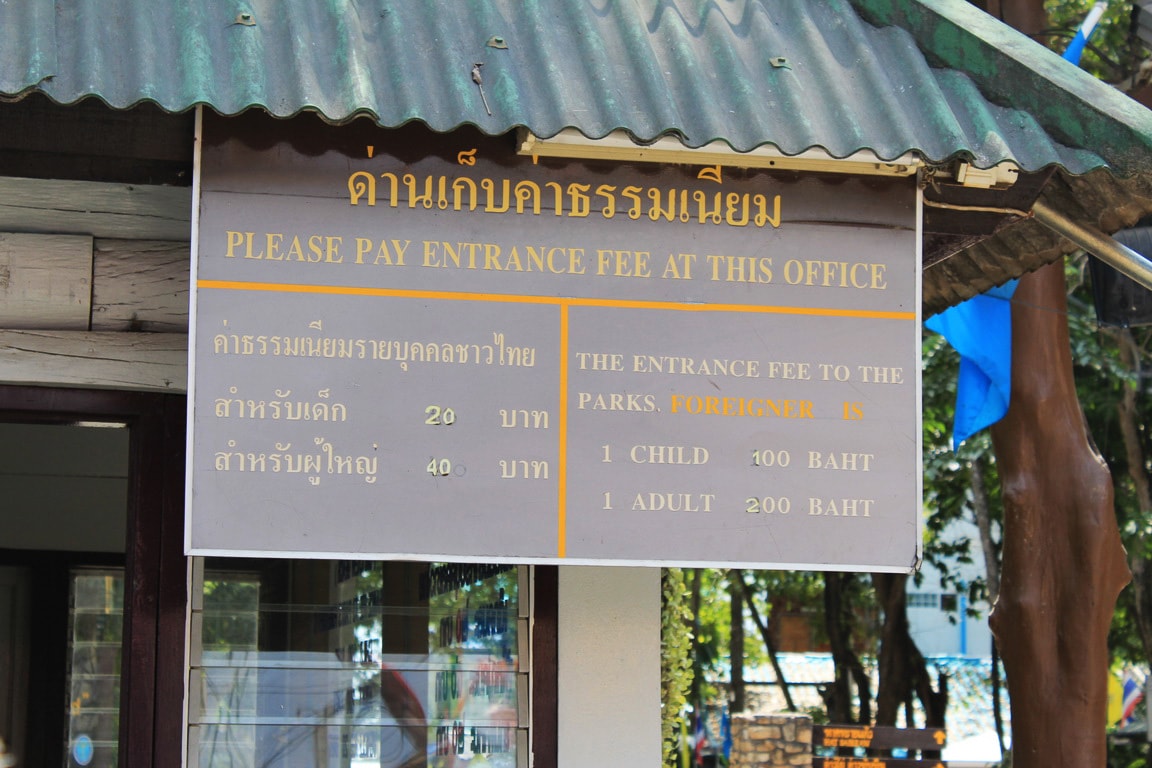 ด่านเก็บค่าธรรมเนียม
PLEASE PAY ENTRANCE FEE AT THIS OFFICE
ค่าธรรมเนียมรายบุคคลชาวไทย
สำหรับเด็ก 20 บาท
สำหรับผู้ใหญ่ 40 บาท
THE ENTRANCE FEE TO THE
PARKS. FOREIGNER IS
1 CHILD 100 BAHT
1 ADULT 200 BAHT